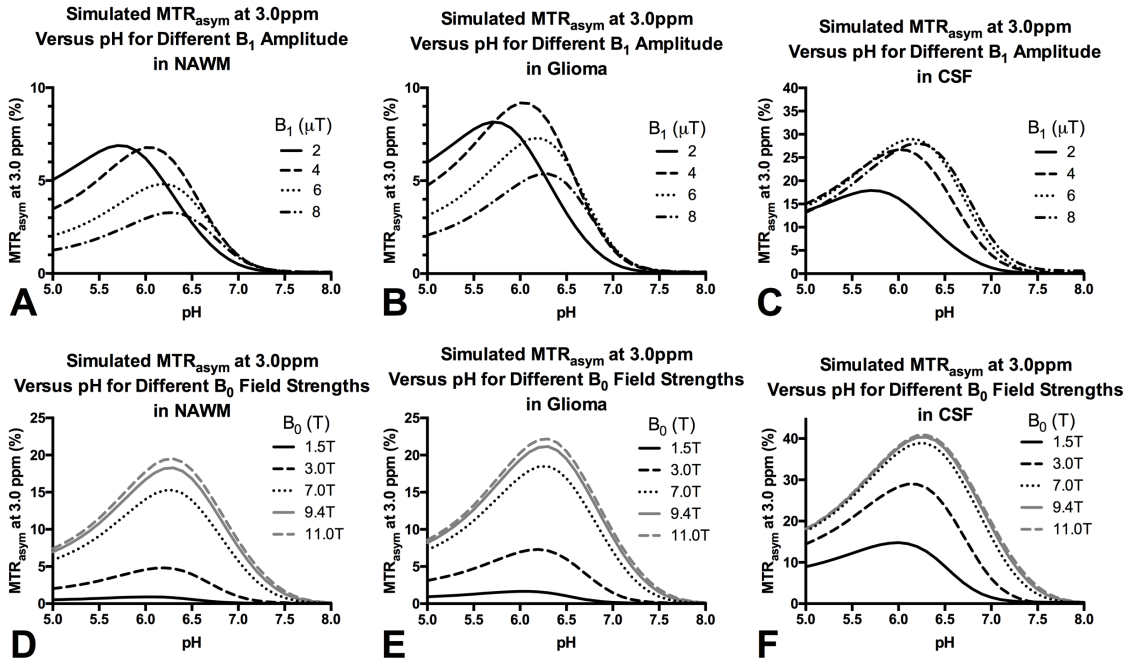 Simulated MTRasym at 3.0ppm
Versus pH for Different B1 Amplitude
in NAWM
MTRasym at 3.0 ppm (%)
10
5
0
5.0 5.5 6.0 6.5 7.0 7.5 8.0
pH
B1 (μT)
2
4
6
8
A
Simulated MTRasym at 3.0ppm
Versus pH for Different B1 Amplitude
in Glioma
MTRasym at 3.0 ppm (%)
10
5
0
5.0 5.5 6.0 6.5 7.0 7.5 8.0
pH
B1 (μT)
2
4
6
8
B
Simulated MTRasym at 3.0ppm
Versus pH for Different B1 Amplitude
in CSF
MTRasym at 3.0 ppm (%)
40
35
30
25
20
15
10
5
0
5.0 5.5 6.0 6.5 7.0 7.5 8.0
pH
B1 (μT)
2
4
6
8
C
Simulated MTRasym at 3.0ppm
Versus pH for Different B0 Field Strengths
in NAWM
MTRasym at 3.0 ppm (%)
25
20
15
10
5
0
5.0 5.5 6.0 6.5 7.0 7.5 8.0
pH
B0 (T)
1.5T
3.0T
7.0T
9.4T
11.0T
D
Simulated MTRasym at 3.0ppm
Versus pH for Different B0 Field Strengths
in Glioma
MTRasym at 3.0 ppm (%)
25
20
15
10
5
0
5.0 5.5 6.0 6.5 7.0 7.5 8.0
pH
B0 (T)
1.5T
3.0T
7.0T
9.4T
11.0T
E
Simulated MTRasym at 3.0ppm
Versus pH for Different B0 Field Strengths
in CSF
MTRasym at 3.0 ppm (%)
40
30
20
10
0
5.0 5.5 6.0 6.5 7.0 7.5 8.0
pH
B0 (T)
1.5T
3.0T
7.0T
9.4T
11.0T
F